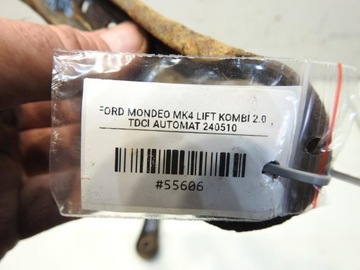 FORD MONDEO MK4 LIFT KOMBI 2.0
TDCI AUTOMAT 240510
#55606